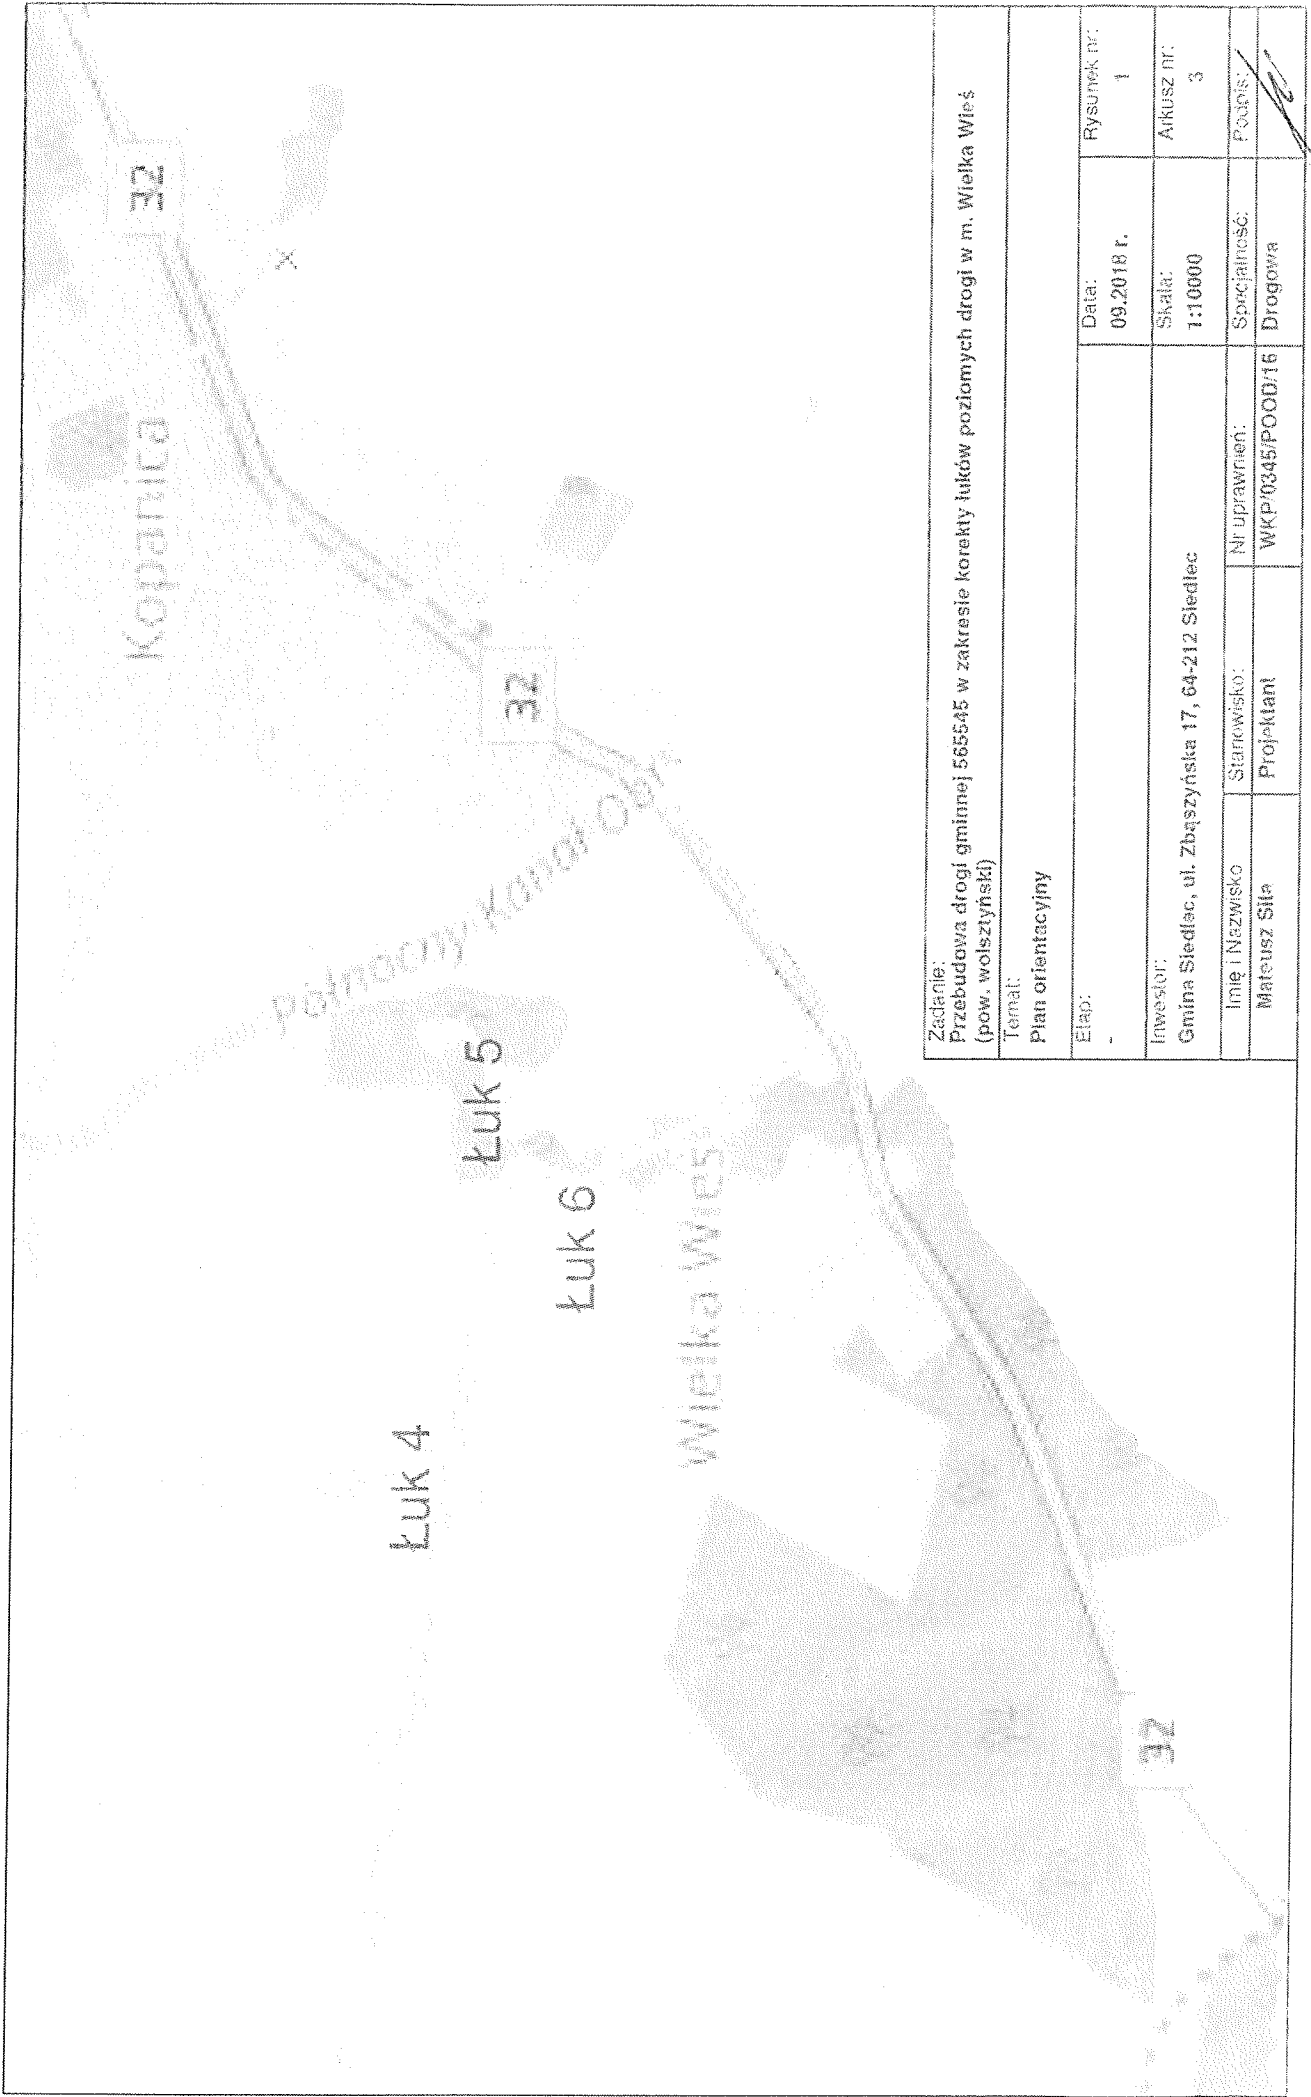 Kopanica
32
32
32
Północny Kanał Obry
Łuk 4
Łuk 5
Łuk 6
Wielka Wieś
Zadanie:
Przebudowa drogi gminnej 565545 w zakresie korekty łuków poziomych drogi w m. Wielka Wieś
(pow. wolsztyński)
Temat:
Plan orientacyjny
Etap:
-
Data:
09.2018 r.
Rysunek nr:
1
Inwestor:
Gmina Siedlec, ul. Zbąszyńska 17, 64-212 Siedlec
Skala:
1:10000
Arkusz nr:
3
Imię i Nazwisko
Stanowisko:
Nr uprawnień:
Specjalność:
Podpis:
Mateusz Siła
Projektant
WKP/0345/POOD/16
Drogowa